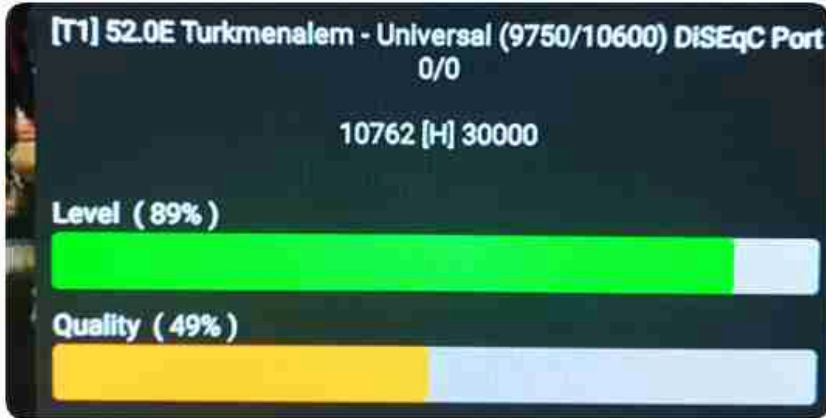 [T1] 52.0E Turkmenalem - Universal (9750/10600) DiSEqC Port
0/0
10762 [H] 30000
Level ( 89% )
Quality ( 49% )